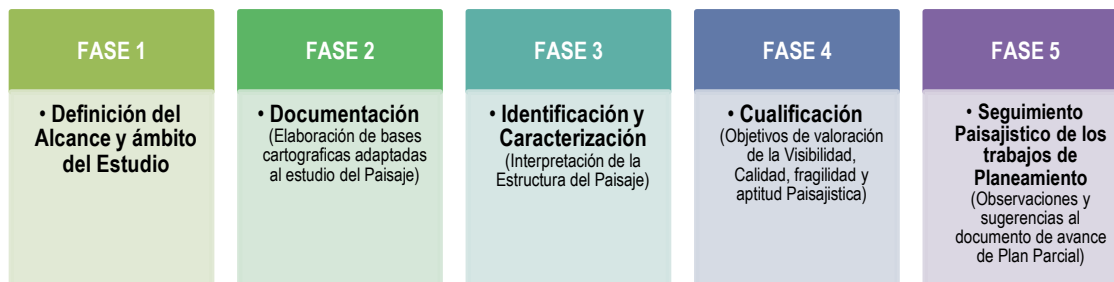 FASE 1
• Definición del
Alcance y ámbito
del Estudio
FASE 2
• Documentación
(Elaboración de bases
cartograficas adaptadas
al estudio del Paisaje)
FASE 3
• Identificación y
Caracterización
(Interpretación de la
Estructura del Paisaje)
FASE 4
• Cualificación
(Objetivos de valoración
de la Visibilidad,
Calidad, fragilidad y
aptitud Paisajistica)
FASE 5
• Seguimiento
Paisajistico de los
trabajos de
Planeamiento
(Observaciones y
sugerencias al
documento de avance
de Plan Parcial)